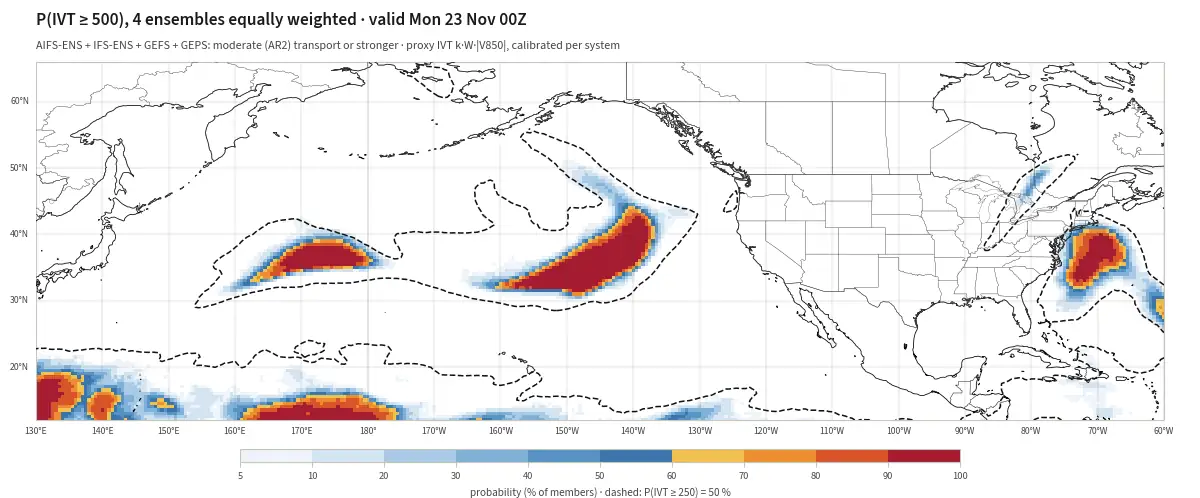 P(IVT ≥ 500), 4 ensembles equally weighted · valid Mon 23 Nov 00Z
AIFS-ENS + IFS-ENS + GEFS + GEPS: moderate (AR2) transport or stronger · proxy IVT k·W·|V850|, calibrated per system
60°N
50°N
40°N
30°N
20°N
130°E 140°E 150°E 160°E 170°E 180° 170°W 160°W 150°W 140°W 130°W 120°W 110°W 100°W 90°W 80°W 70°W 60°W
5 10 20 30 40 50 60 70 80 90 100
probability (% of members) · dashed: P(IVT ≥ 250) = 50 %